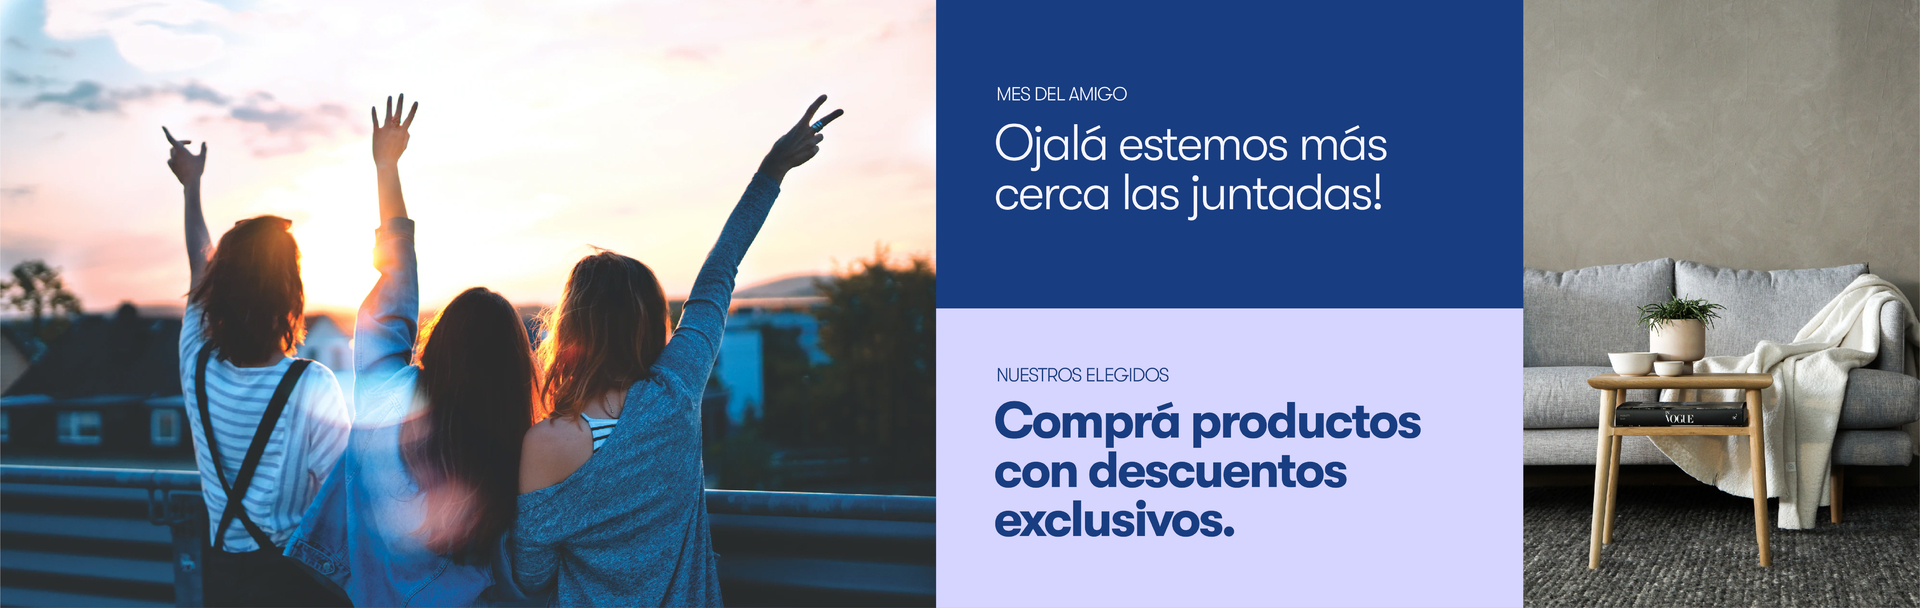 MES DEL AMIGO
Ojalá estemos más
cerca las juntadas!
NUESTROS ELEGIDOS
Comprá productos
con descuentos
exclusivos.
VOGUE